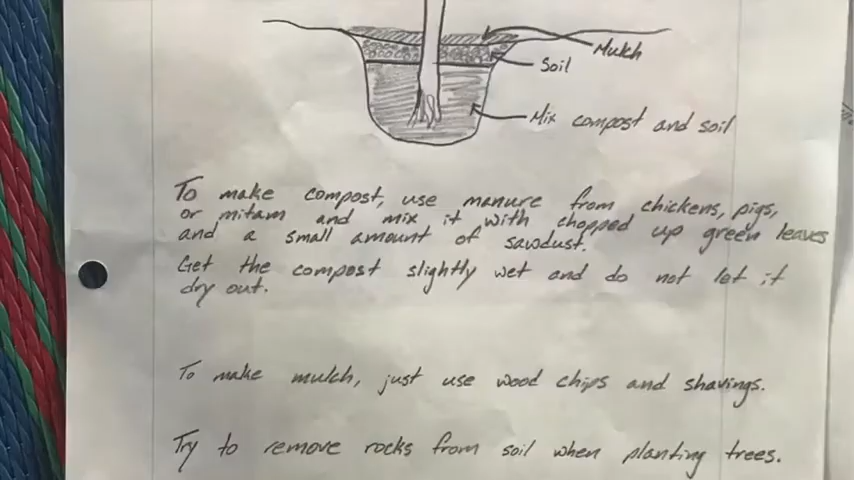 Mulch
Soil
Mix compost and soil
To make compost, use manure from chickens, pigs,
or mitam and mix it with chopped up green leaves
and a small amount of sawdust.
Get the compost slightly wet and do not let it
dry out.
To make mulch, just use wood chips and shavings.
Try to remove rocks from soil when planting trees.